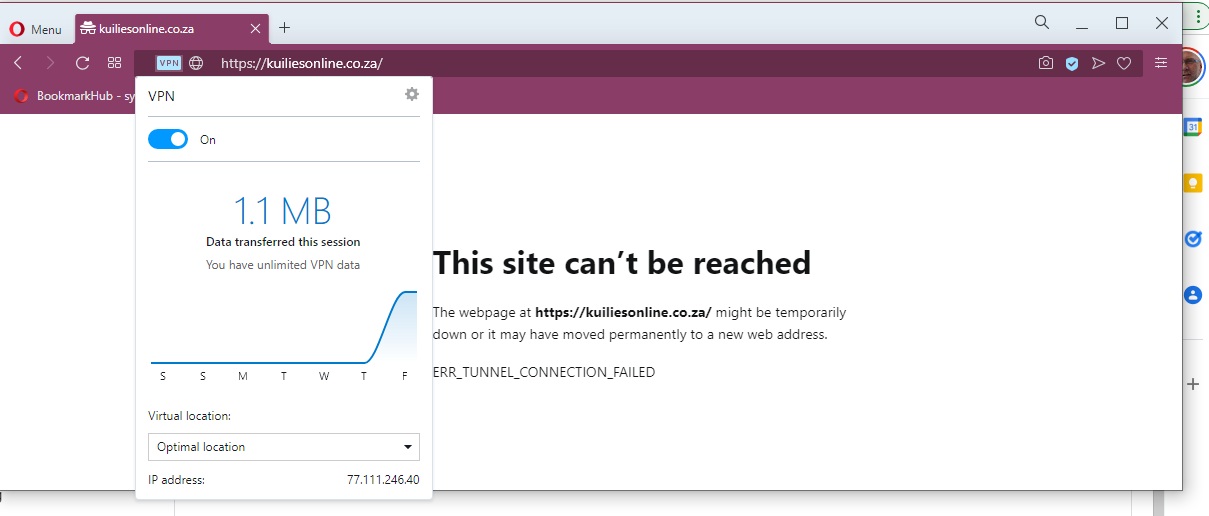 Menu
kuiliesonline.co.za
VPN
https://kuiliesonline.co.za/
BookmarkHub - sy
31
VPN
On
1.1 MB
Data transferred this session
You have unlimited VPN data
S S M T W T F
Virtual location:
Optimal location
IP address: 77.111.246.40
This site can’t be reached
The webpage at https://kuiliesonline.co.za/ might be temporarily
down or it may have moved permanently to a new web address.
ERR_TUNNEL_CONNECTION_FAILED